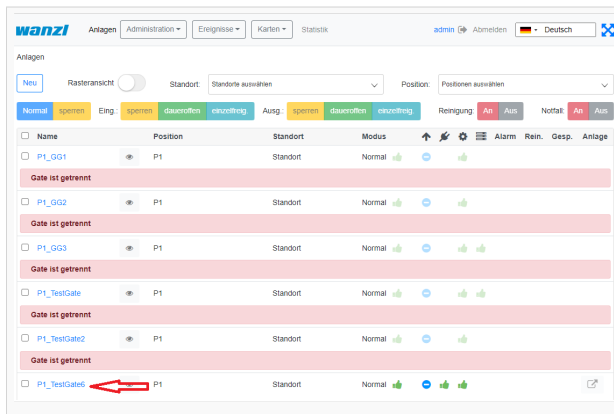 wanzl Anlagen Administration Ereignisse Karten Statistik admin Abmelden Deutsch
Anlagen
Neu Rasteransicht Standort: Standorte auswählen Position: Positionen auswählen
Normal sperren Eing.: sperren daueroffen einzelfreig. Ausg.: sperren daueroffen einzelfreig. Reinigung: An Aus Notfall: An Aus
Name Position Standort Modus Alarm Rein. Gesp. Anlage
P1_GG1 P1 Standort Normal
Gate ist getrennt
P1_GG2 P1 Standort Normal
Gate ist getrennt
P1_GG3 P1 Standort Normal
Gate ist getrennt
P1_TestGate P1 Standort Normal
Gate ist getrennt
P1_TestGate2 P1 Standort Normal
Gate ist getrennt
P1_TestGate6 P1 Standort Normal